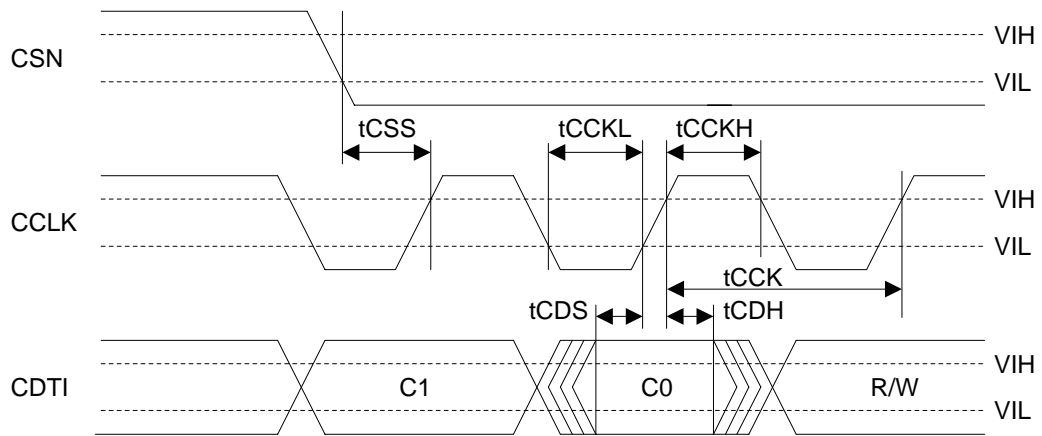 CSN
VIH
VIL
tCSS
tCCKL
tCCKH
CCLK
VIH
VIL
tCCK
tCDS
tCDH
CDTI
C1
C0
R/W
VIH
VIL